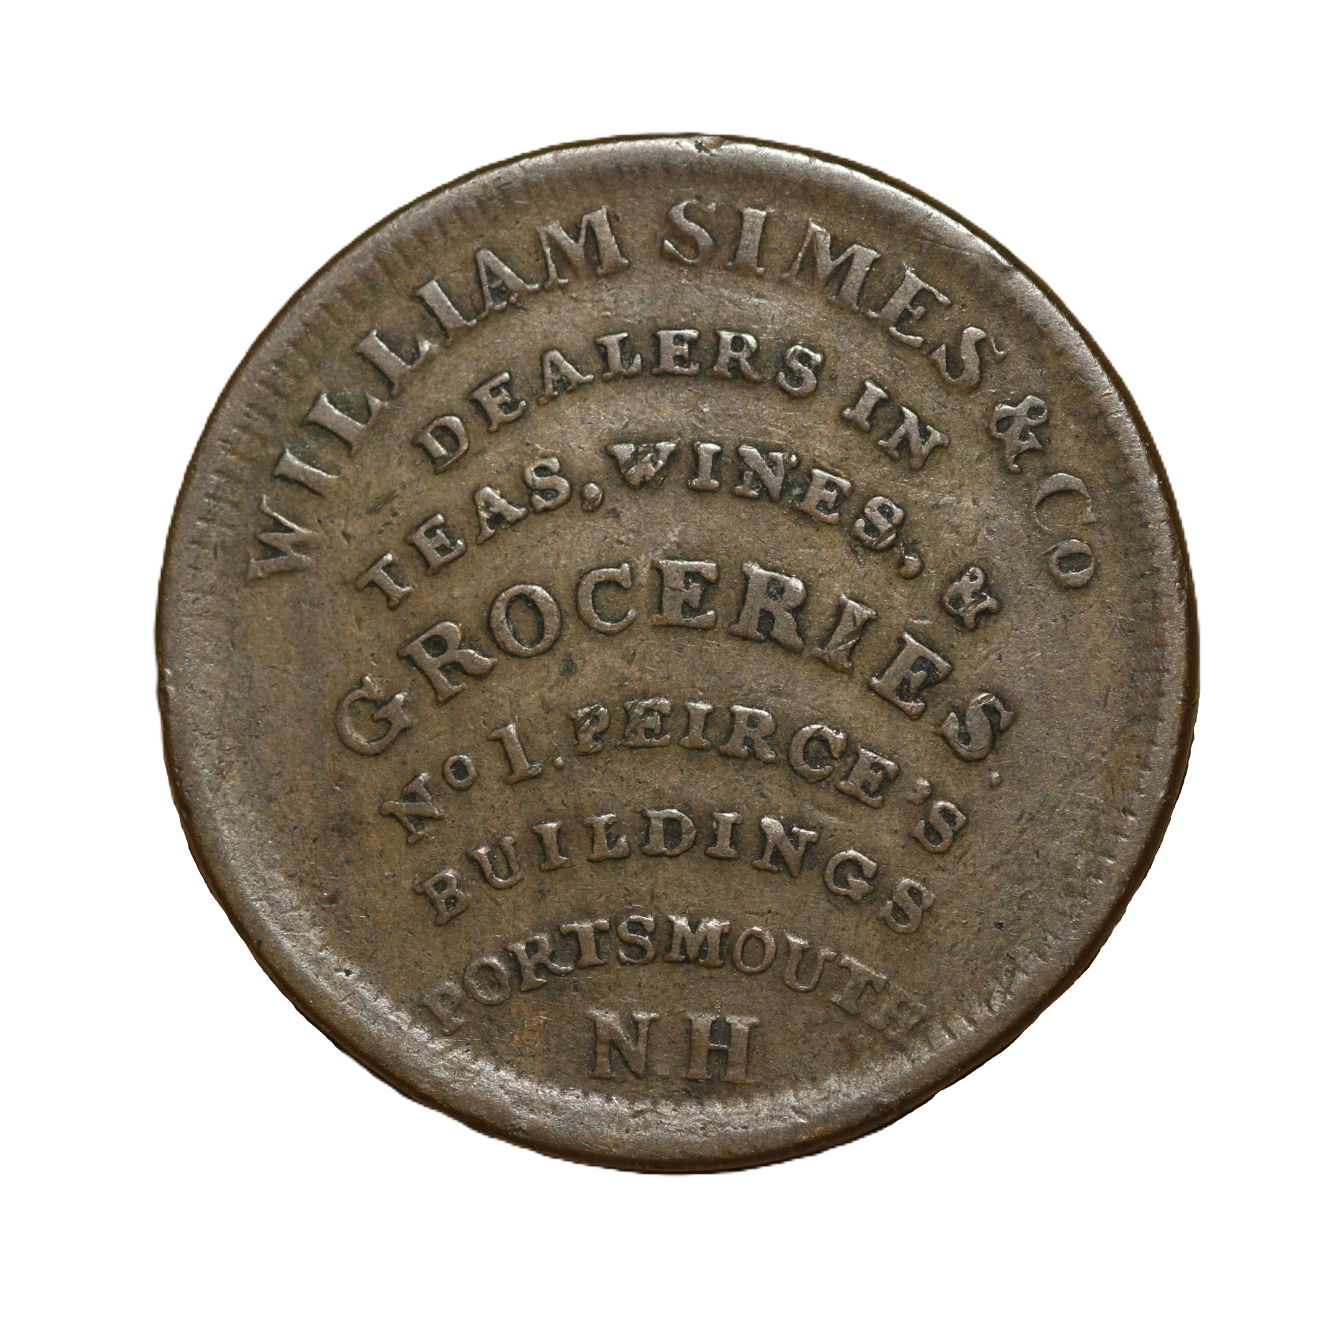 WILLIAM SIMES & Co
DEALERS IN
TEAS, WINES, &
GROCERIES.
No 1. PEIRCE'S
BUILDINGS
PORTSMOUTH
N.H